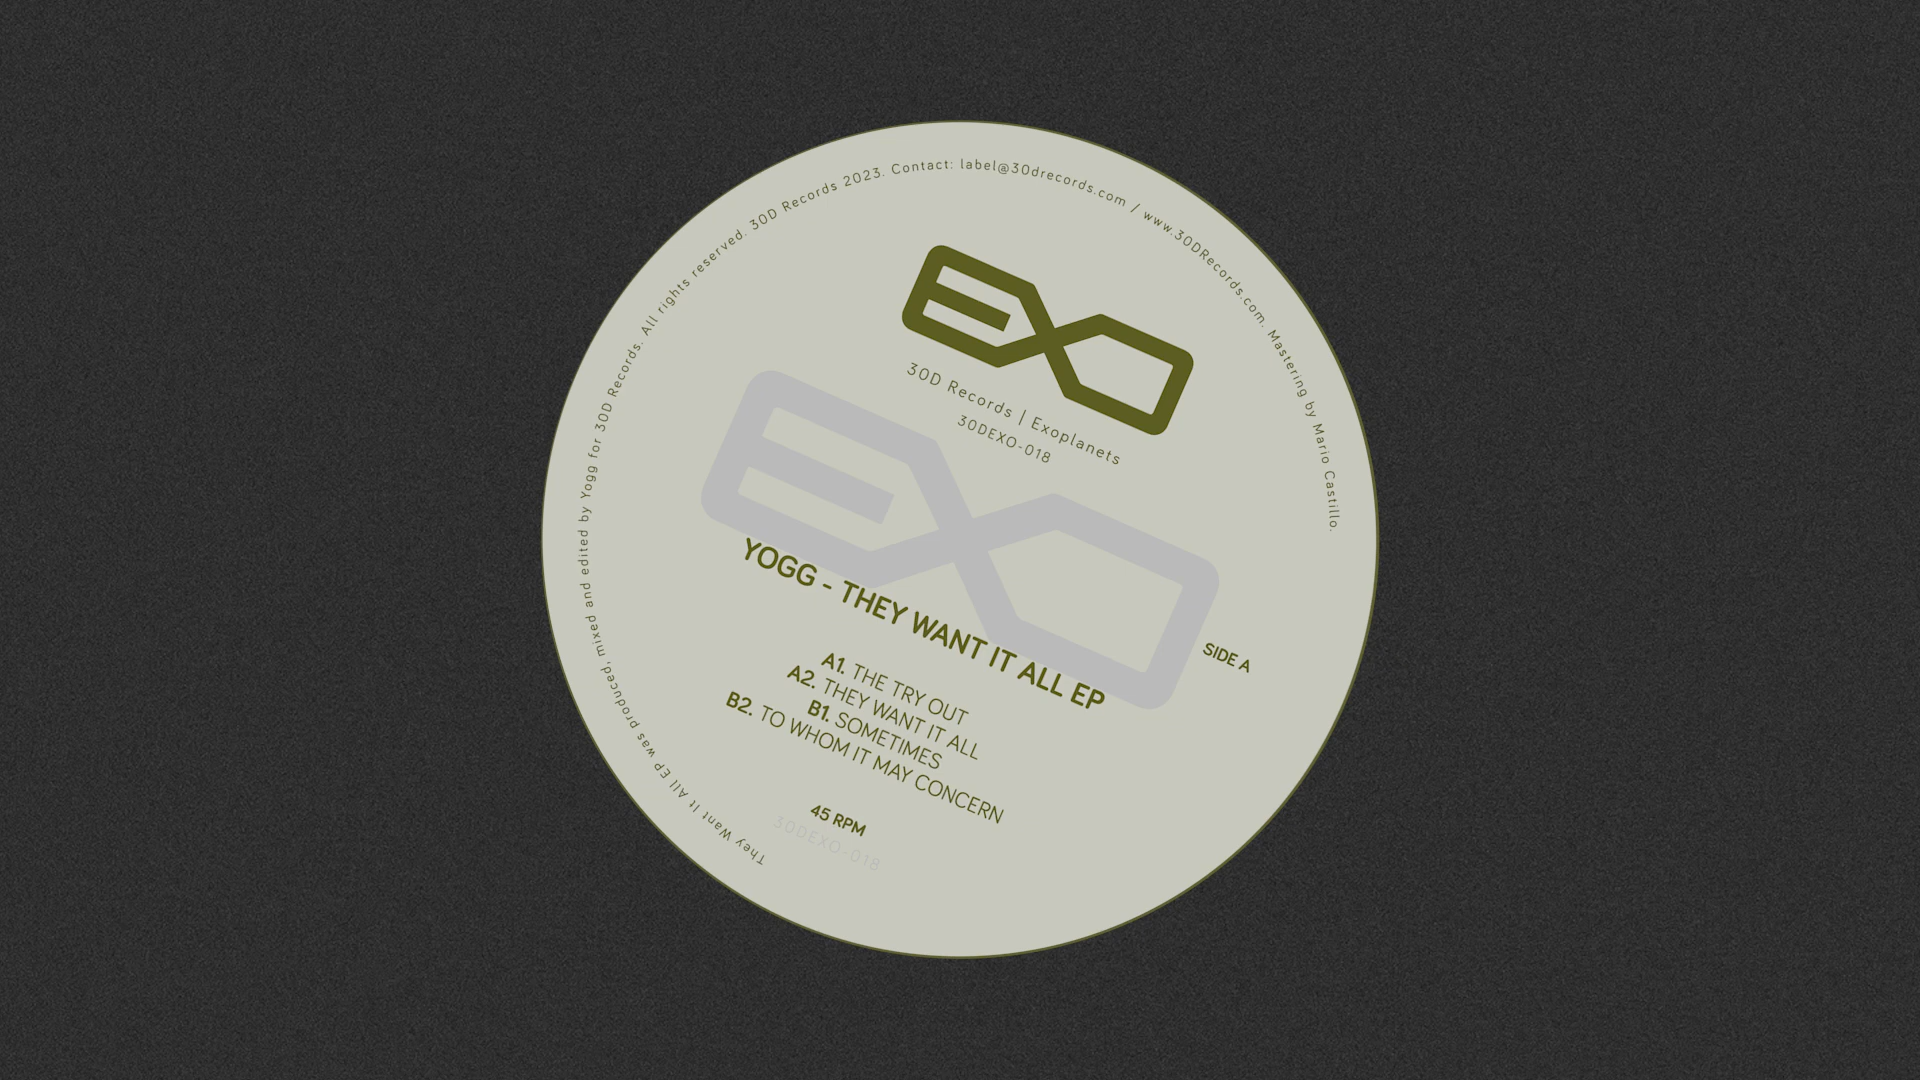 They Want It All EP was produced, mixed and edited by Yogg for 30D Records. All rights reserved. 30D Records 2023. Contact: label@30drecords.com / www.30DRecords.com. Mastering by Mario Castillo.
EXO
30D Records | Exoplanets
30DEXO-018
EXO
YOGG - THEY WANT IT ALL EP
SIDE A
A1. THE TRY OUT
A2. THEY WANT IT ALL
B1. SOMETIMES
B2. TO WHOM IT MAY CONCERN
45 RPM
30DEXO-018